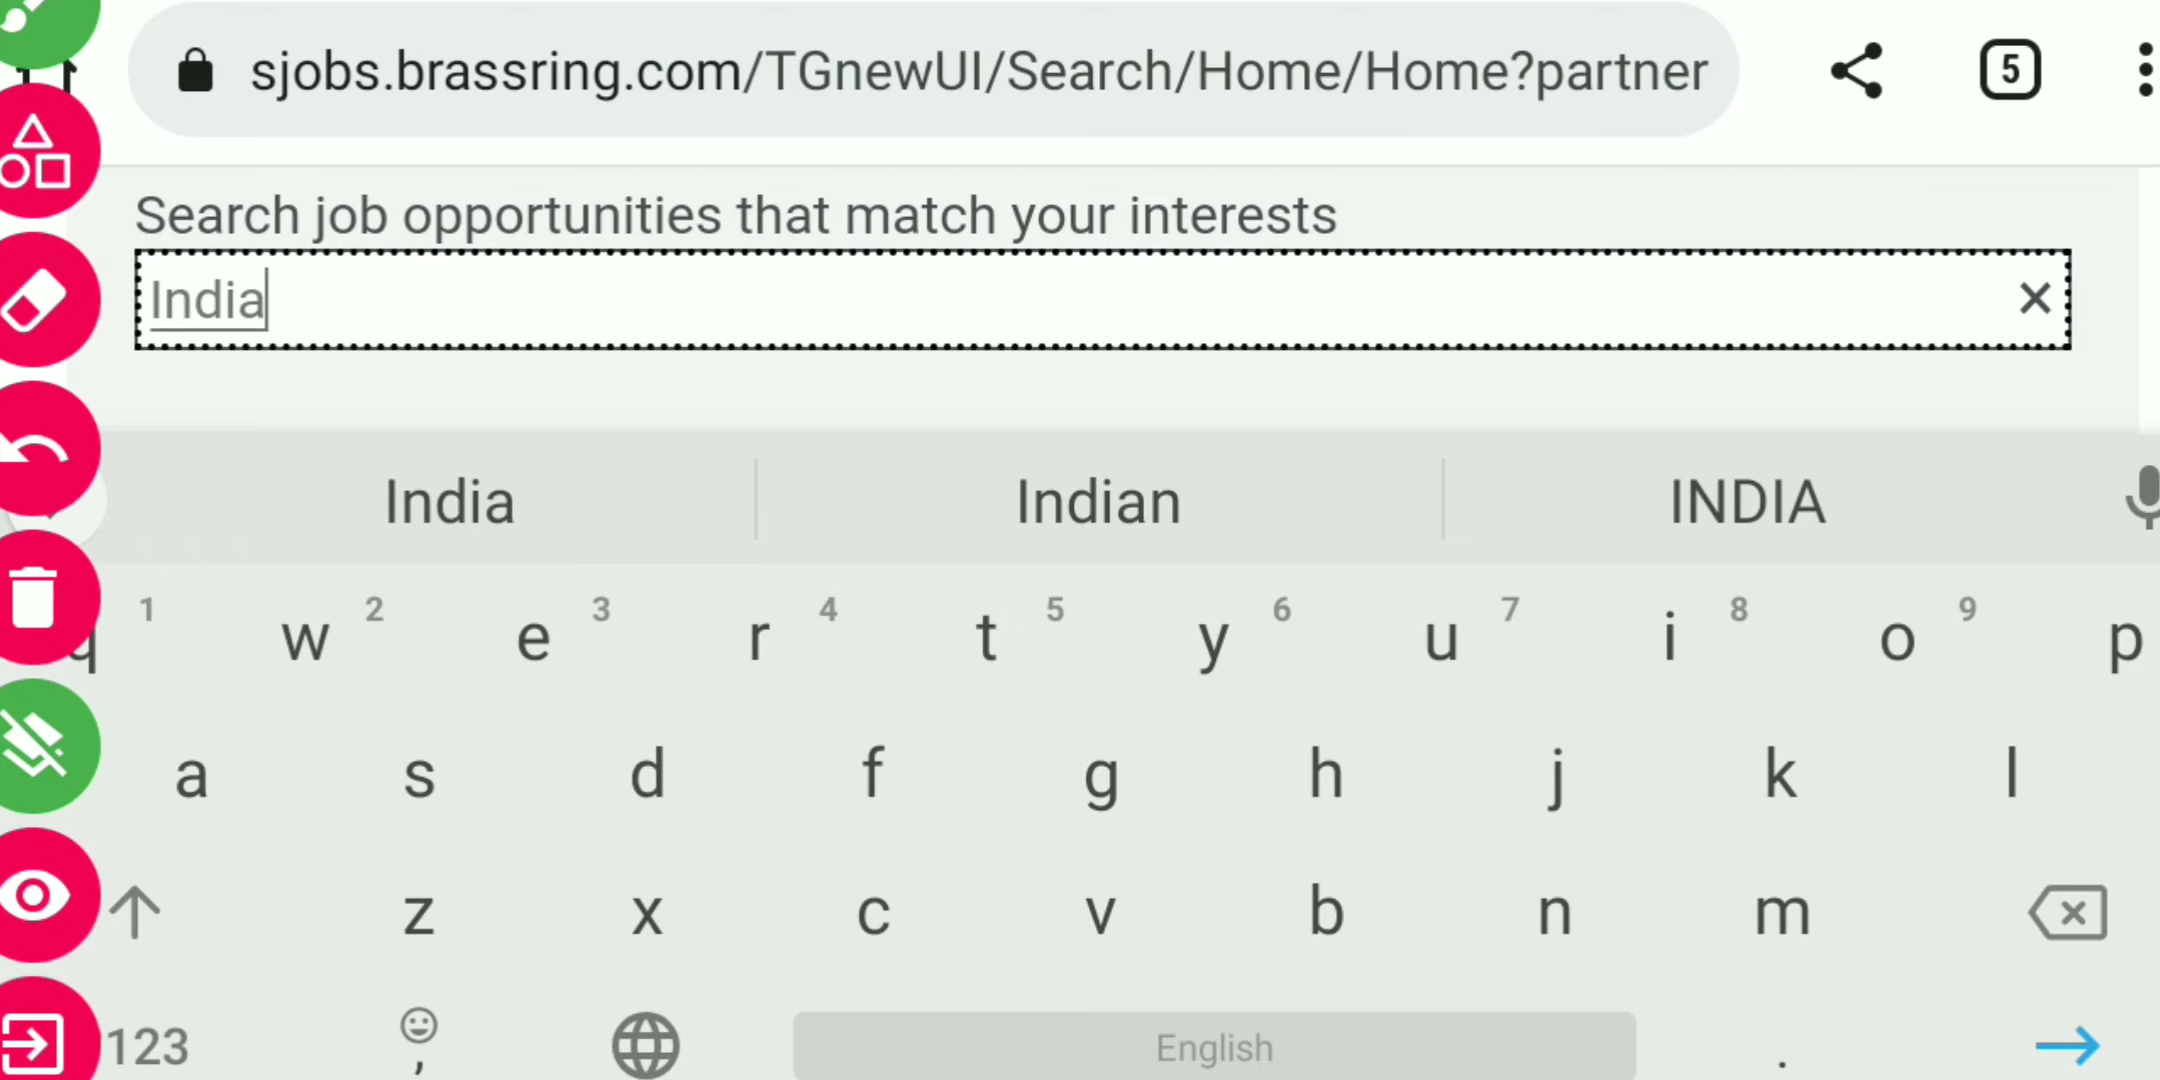 sjobs.brassring.com/TGnewUI/Search/Home/Home?partner
5
Search job opportunities that match your interests
India
India Indian INDIA
1 2 3 4 5 6 7 8 9
q w e r t y u i o p
a s d f g h j k l
z x c v b n m
123 , English .